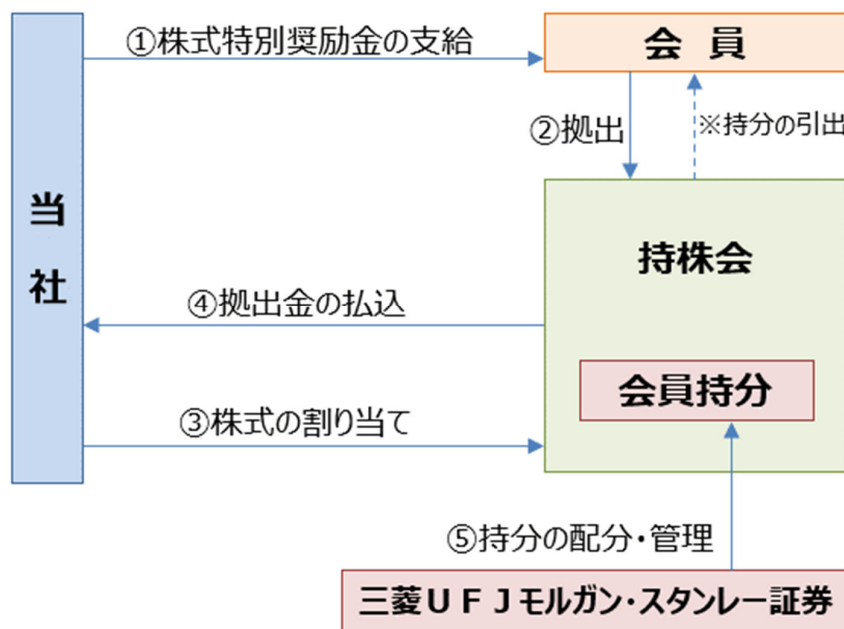 ①株式特別奨励金の支給
会 員
②拠出
※持分の引出
当
社
持株会
④拠出金の払込
会員持分
③株式の割り当て
⑤持分の配分・管理
三菱ＵＦＪモルガン・スタンレー証券